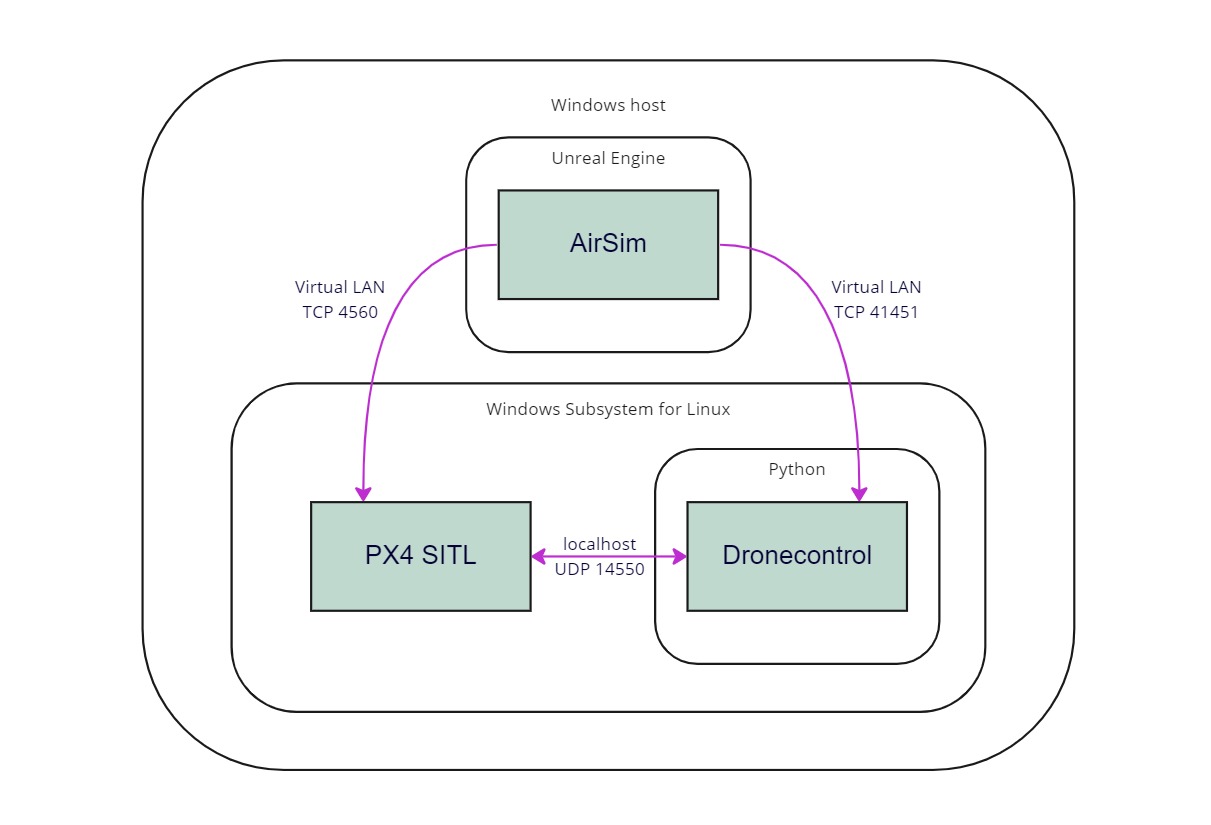 Windows host
Unreal Engine
AirSim
Virtual LAN
TCP 4560
Virtual LAN
TCP 41451
Windows Subsystem for Linux
Python
PX4 SITL
localhost
UDP 14550
Dronecontrol